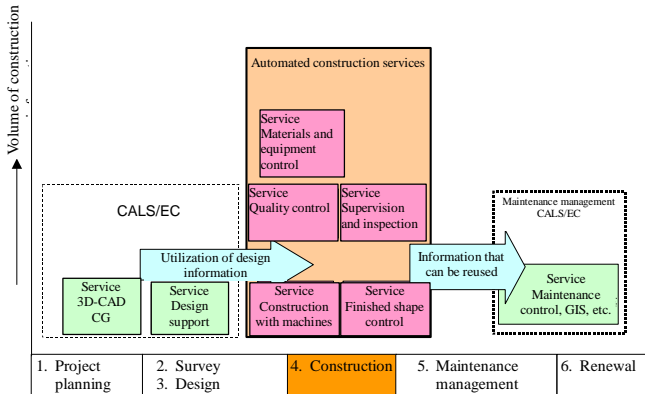 Volume of construction
Automated construction services
Service
Materials and
equipment
control
Service
Quality control
Service
Supervision
and inspection
CALS/EC
Utilization of design
information
Service
3D-CAD
CG
Service
Design
support
Service
Construction
with machines
Service
Finished shape
control
Information that
can be reused
Maintenance management
CALS/EC
Service
Maintenance
control, GIS, etc.
1. Project
planning
2. Survey
3. Design
4. Construction
5. Maintenance
management
6. Renewal